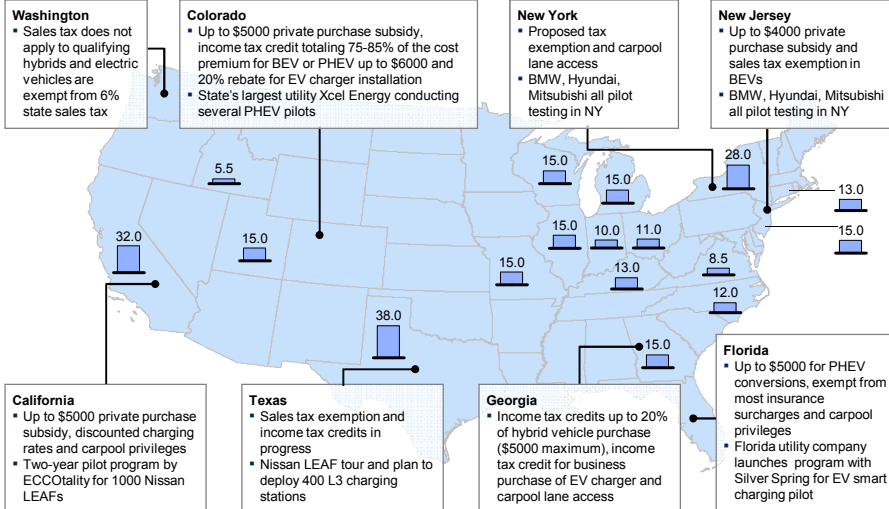 Washington
▪ Sales tax does not
apply to qualifying
hybrids and electric
vehicles are
exempt from 6%
state sales tax
Colorado
▪ Up to $5000 private purchase subsidy,
income tax credit totaling 75-85% of the cost
premium for BEV or PHEV up to $6000 and
20% rebate for EV charger installation
▪ State's largest utility Xcel Energy conducting
several PHEV pilots
New York
▪ Proposed tax
exemption and carpool
lane access
▪ BMW, Hyundai,
Mitsubishi all pilot
testing in NY
New Jersey
▪ Up to $4000 private
purchase subsidy and
sales tax exemption in
BEVs
▪ BMW, Hyundai, Mitsubishi
all pilot testing in NY
5.5
15.0
15.0
28.0
13.0
32.0
15.0
15.0
10.0
11.0
15.0
15.0
13.0
8.5
12.0
38.0
15.0
California
▪ Up to $5000 private purchase
subsidy, discounted charging
rates and carpool privileges
▪ Two-year pilot program by
ECCOtality for 1000 Nissan
LEAFs
Texas
▪ Sales tax exemption and
income tax credits in
progress
▪ Nissan LEAF tour and plan to
deploy 400 L3 charging
stations
Georgia
▪ Income tax credits up to 20%
of hybrid vehicle purchase
($5000 maximum), income
tax credit for business
purchase of EV charger and
carpool lane access
Florida
▪ Up to $5000 for PHEV
conversions, exempt from
most insurance
surcharges and carpool
privileges
▪ Florida utility company
launches program with
Silver Spring for EV smart
charging pilot